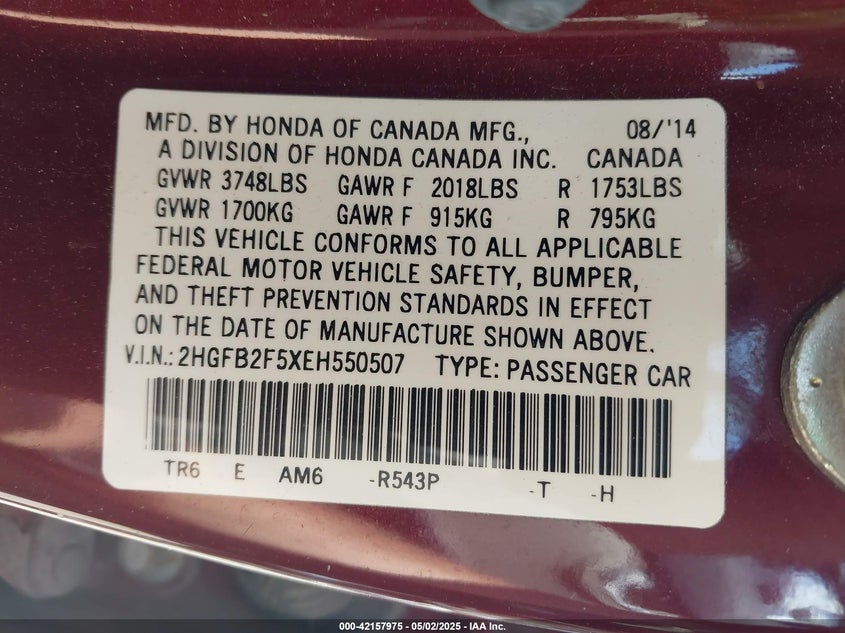 MFD. BY HONDA OF CANADA MFG., 08/'14
A DIVISION OF HONDA CANADA INC. CANADA
GVWR 3748LBS GAWR F 2018LBS R 1753LBS
GVWR 1700KG GAWR F 915KG R 795KG
THIS VEHICLE CONFORMS TO ALL APPLICABLE
FEDERAL MOTOR VEHICLE SAFETY, BUMPER,
AND THEFT PREVENTION STANDARDS IN EFFECT
ON THE DATE OF MANUFACTURE SHOWN ABOVE.
V.I.N.: 2HGFB2F5XEH550507 TYPE: PASSENGER CAR
TR6 E AM6 -R543P -T -H
000-42157975 - 05/02/2025 - IAA Inc.